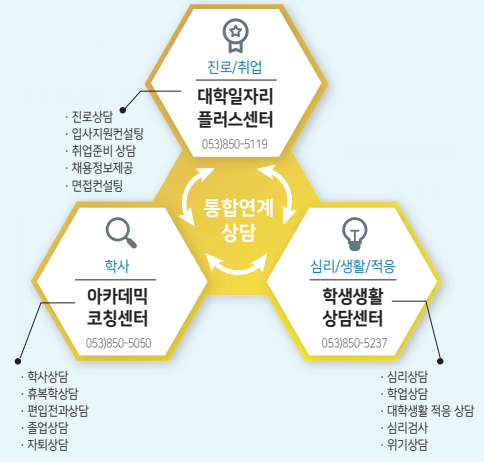 진로/취업
대학일자리
플러스센터
053)850-5119
· 진로상담
· 입사지원컨설팅
· 취업준비 상담
· 채용정보제공
· 면접컨설팅
통합연계
상담
학사
아카데믹
코칭센터
053)850-5050
· 학사상담
· 휴복학상담
· 편입전과상담
· 졸업상담
· 자퇴상담
심리/생활/적응
학생생활
상담센터
053)850-5237
· 심리상담
· 학업상담
· 대학생활 적응 상담
· 심리검사
· 위기상담